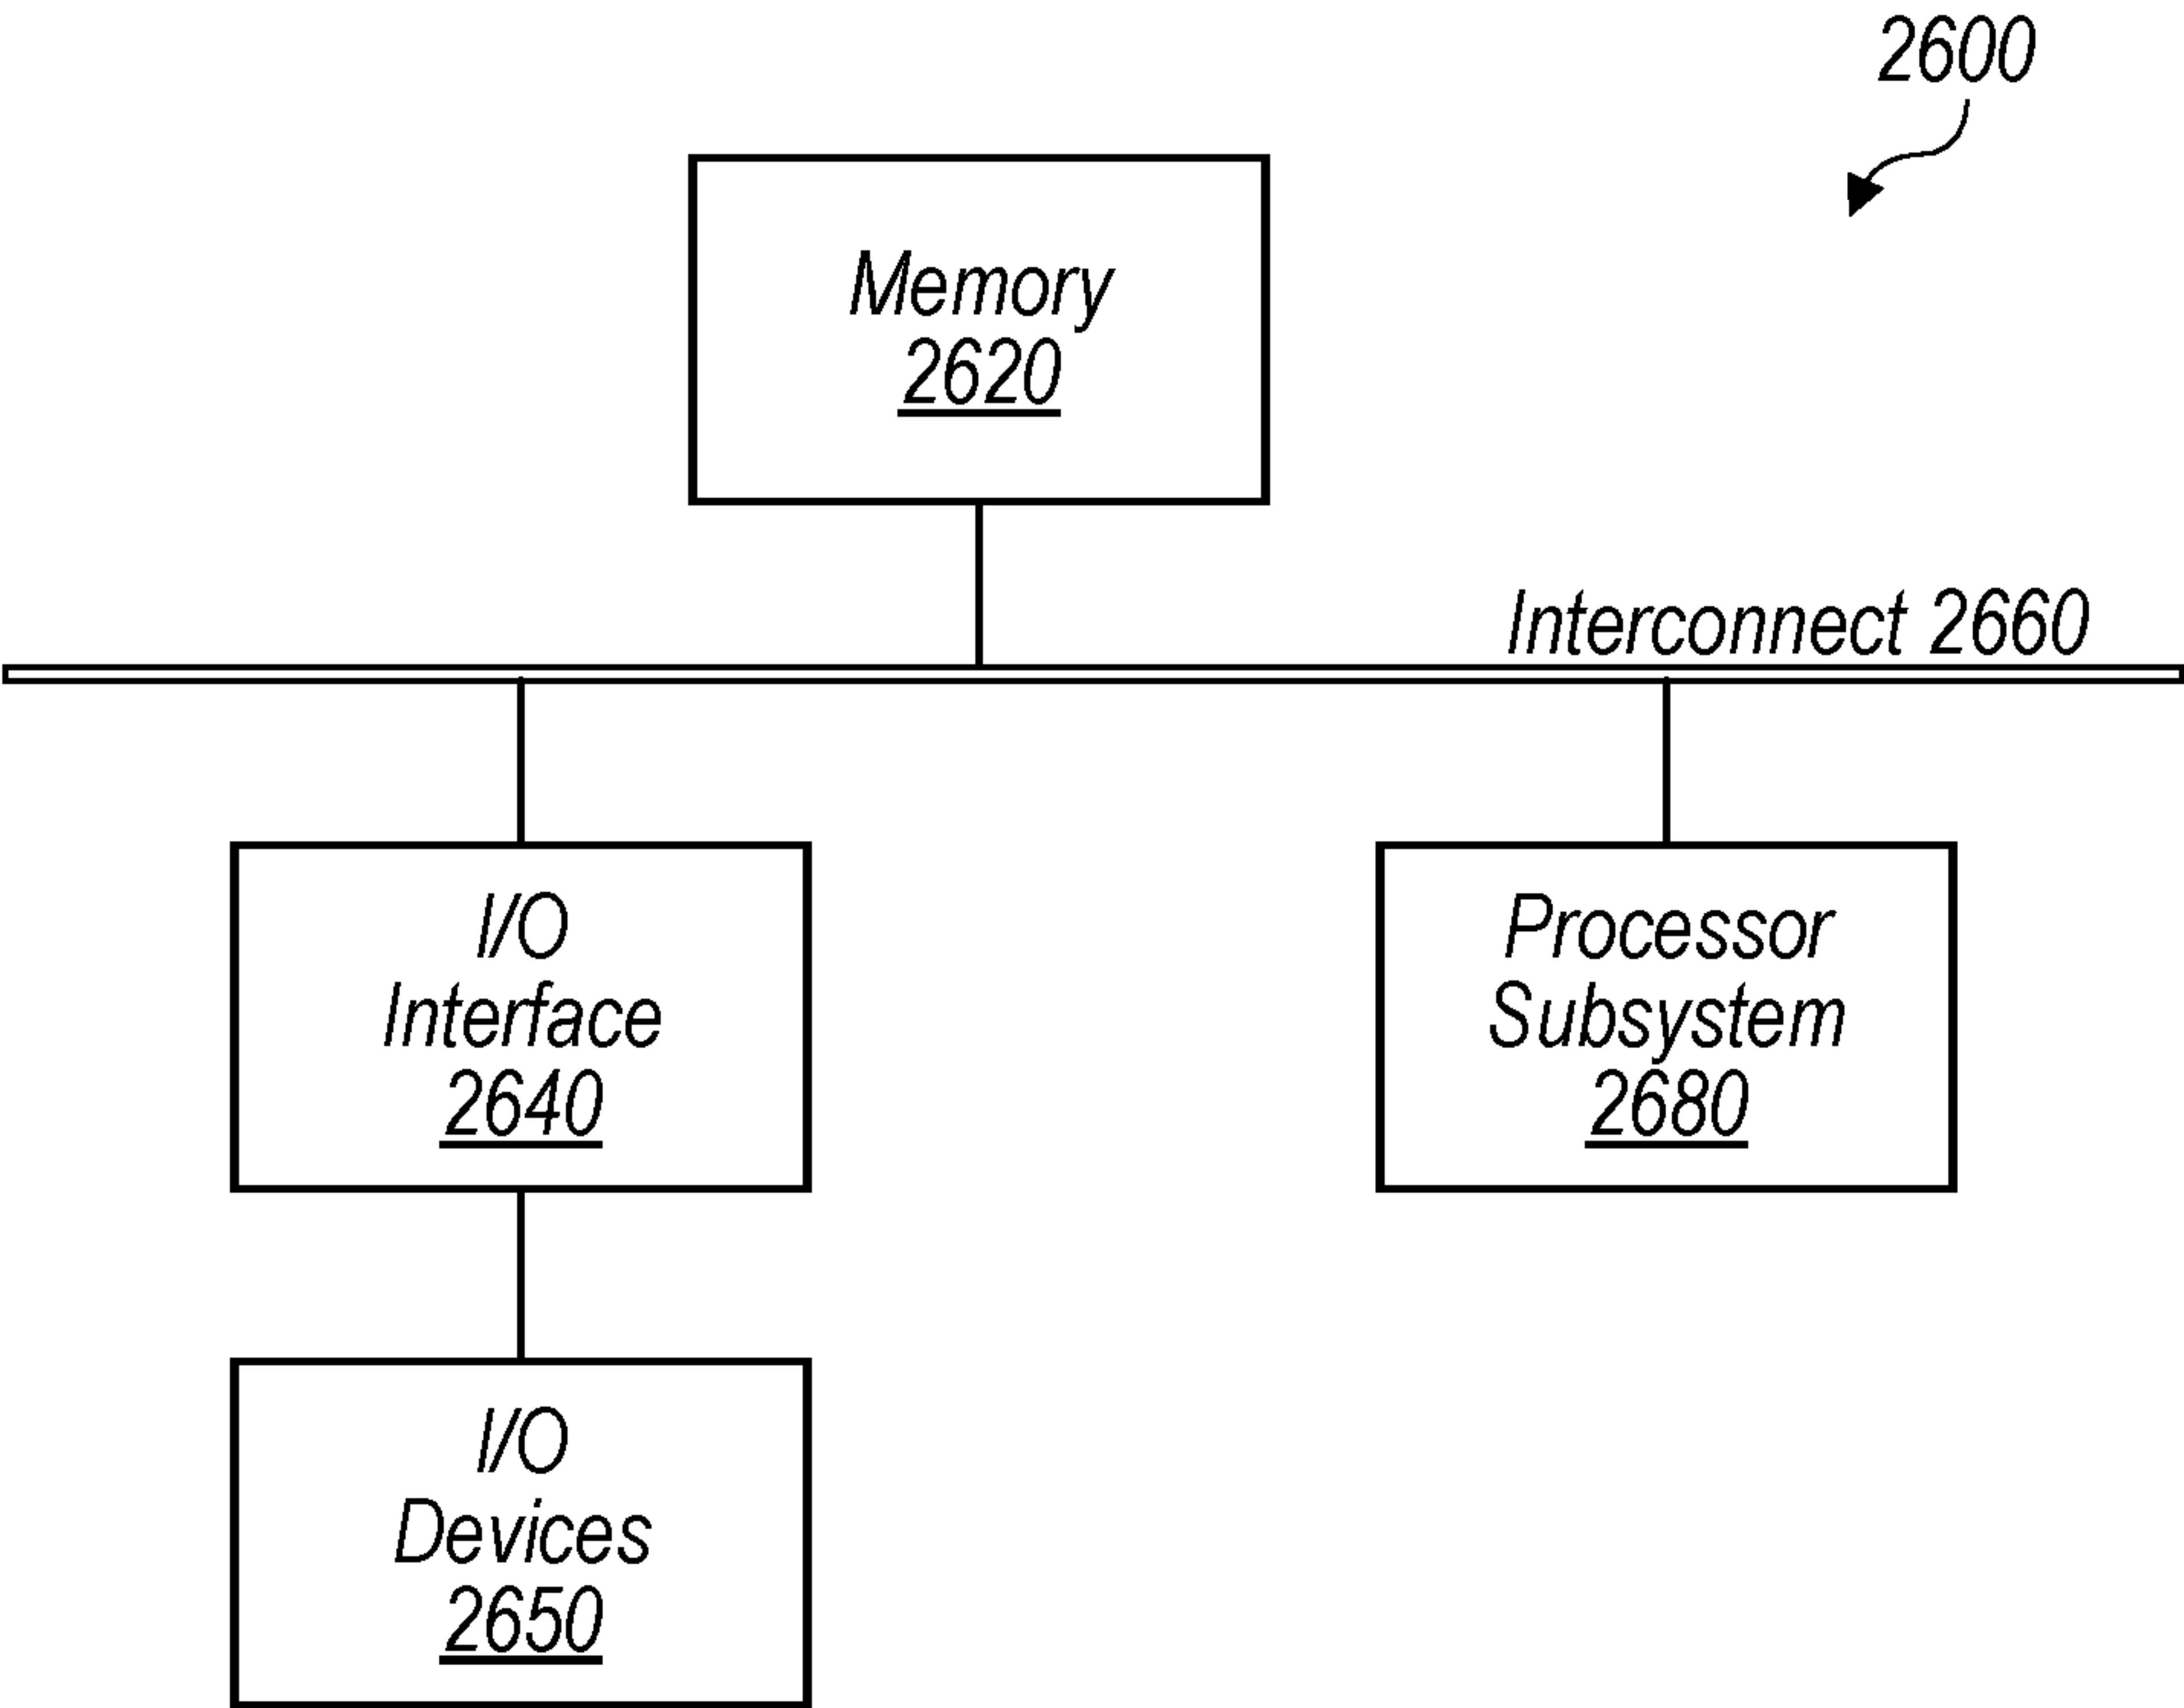 2600
Memory
2620
Interconnect 2660
I/O
Interface
2640
Processor
Subsystem
2680
I/O
Devices
2650